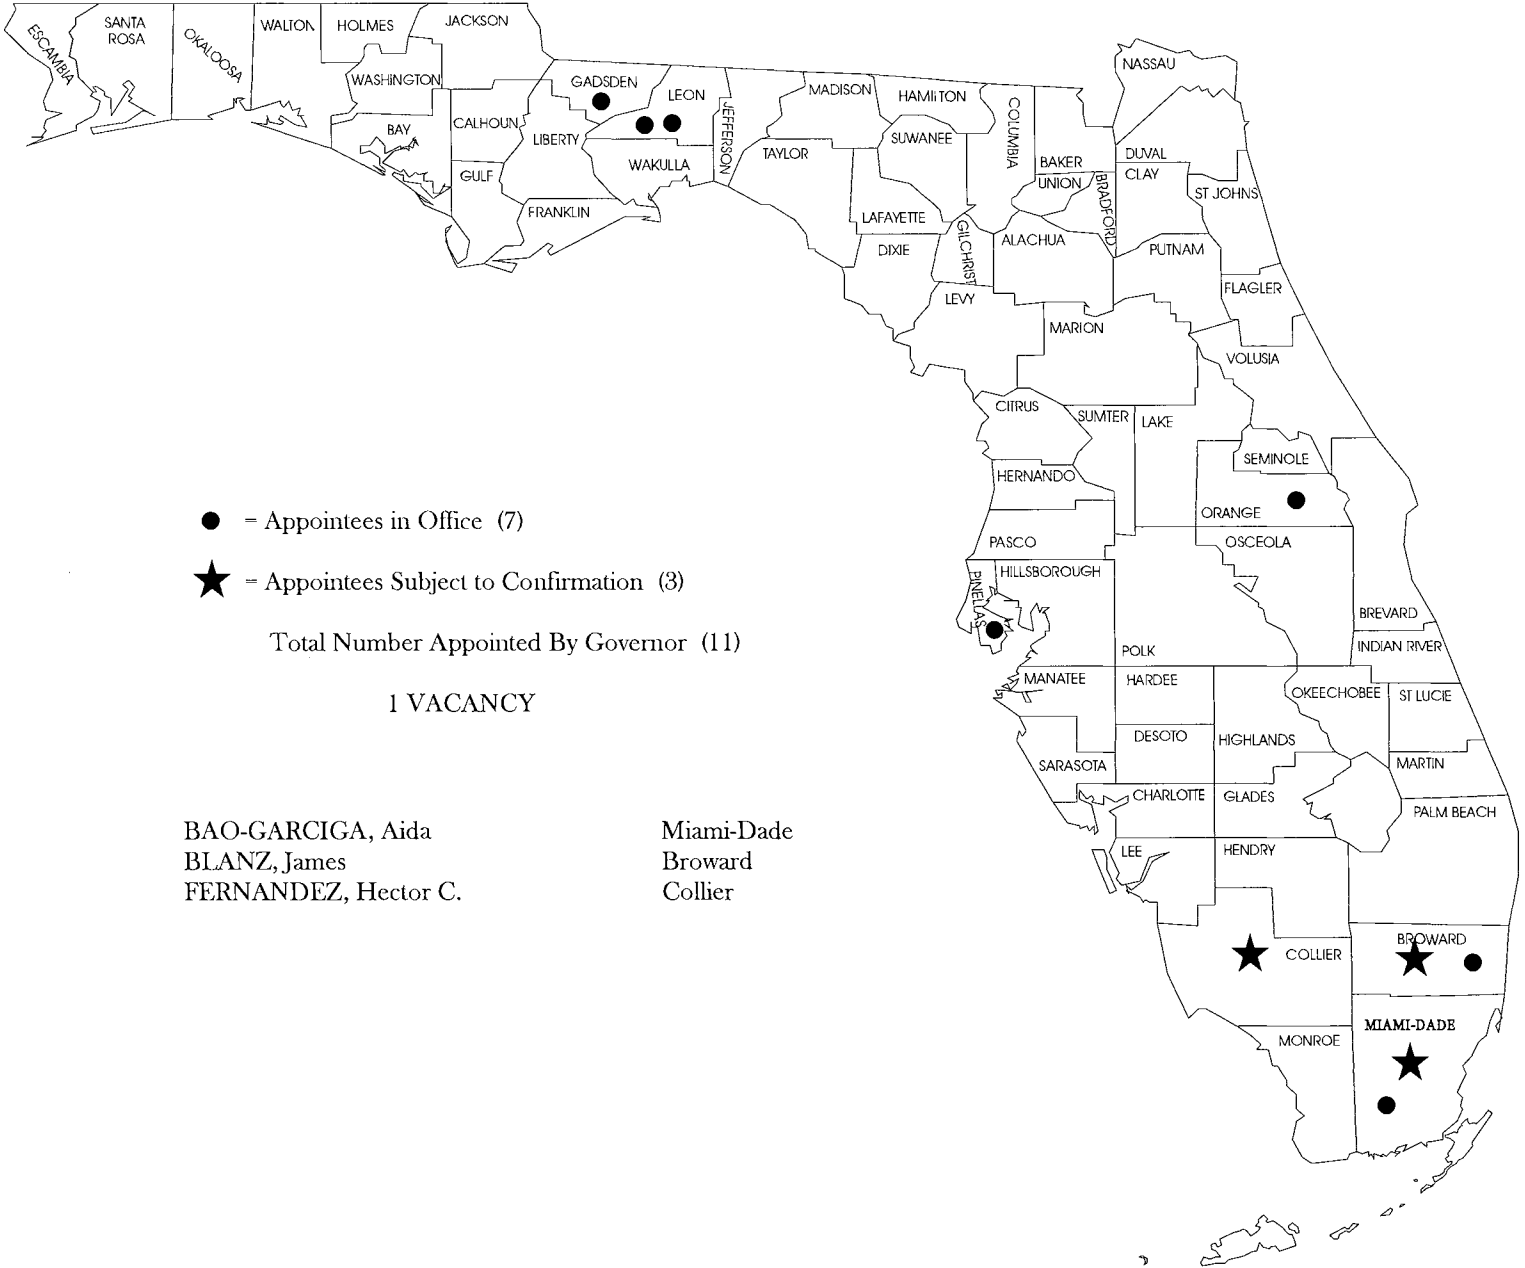 ESCAMBIA
SANTA
ROSA
OKALOOSA
WALTON
HOLMES
JACKSON
WASHINGTON
BAY
CALHOUN
GULF
LIBERTY
GADSDEN
LEON
WAKULLA
FRANKLIN
JEFFERSON
MADISON
TAYLOR
HAMILTON
SUWANEE
LAFAYETTE
DIXIE
COLUMBIA
GILCHRIST
LEVY
NASSAU
BAKER
UNION
BRADFORD
DUVAL
CLAY
ST JOHNS
ALACHUA
PUTNAM
FLAGLER
MARION
VOLUSIA
CITRUS
SUMTER
LAKE
SEMINOLE
HERNANDO
ORANGE
PASCO
OSCEOLA
PINELLAS
HILLSBOROUGH
POLK
BREVARD
INDIAN RIVER
MANATEE
HARDEE
OKEECHOBEE
ST LUCIE
DESOTO
HIGHLANDS
SARASOTA
MARTIN
CHARLOTTE
GLADES
PALM BEACH
LEE
HENDRY
COLLIER
BROWARD
MIAMI-DADE
MONROE
= Appointees in Office (7)
= Appointees Subject to Confirmation (3)
Total Number Appointed By Governor (11)
1 VACANCY
BAO-GARCIGA, Aida Miami-Dade
BLANZ, James Broward
FERNANDEZ, Hector C. Collier